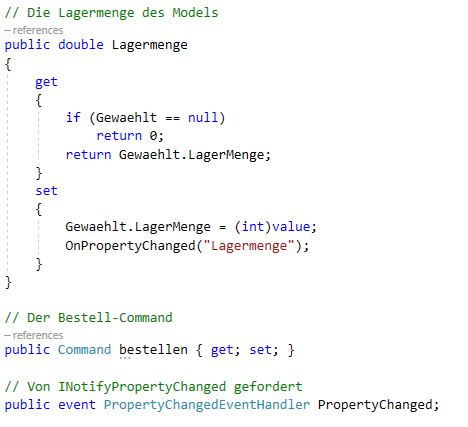 // Die Lagermenge des Models
– references
public double Lagermenge
{
get
{
if (Gewaehlt == null)
return 0;
return Gewaehlt.LagerMenge;
}
set
{
Gewaehlt.LagerMenge = (int)value;
OnPropertyChanged("Lagermenge");
}
}
// Der Bestell-Command
– references
public Command bestellen { get; set; }
// Von INotifyPropertyChanged gefordert
public event PropertyChangedEventHandler PropertyChanged;